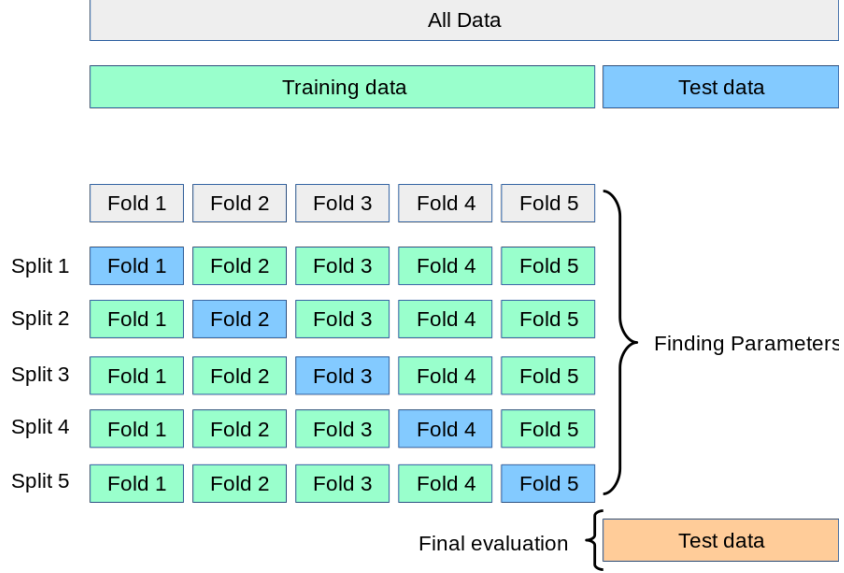 All Data
Training data Test data
Fold 1 Fold 2 Fold 3 Fold 4 Fold 5
Split 1 Fold 1 Fold 2 Fold 3 Fold 4 Fold 5
Split 2 Fold 1 Fold 2 Fold 3 Fold 4 Fold 5
Finding Parameters
Split 3 Fold 1 Fold 2 Fold 3 Fold 4 Fold 5
Split 4 Fold 1 Fold 2 Fold 3 Fold 4 Fold 5
Split 5 Fold 1 Fold 2 Fold 3 Fold 4 Fold 5
Final evaluation Test data